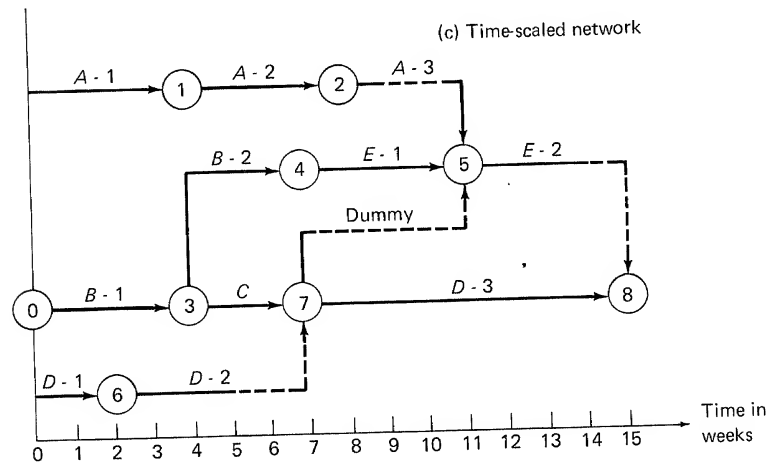 (c) Time-scaled network
A - 1
A - 2
A - 3
1
2
B - 2
E - 1
E - 2
4
5
Dummy
B - 1
C
D - 3
0
3
7
8
D - 1
D - 2
6
Time in
weeks
0 1 2 3 4 5 6 7 8 9 10 11 12 13 14 15